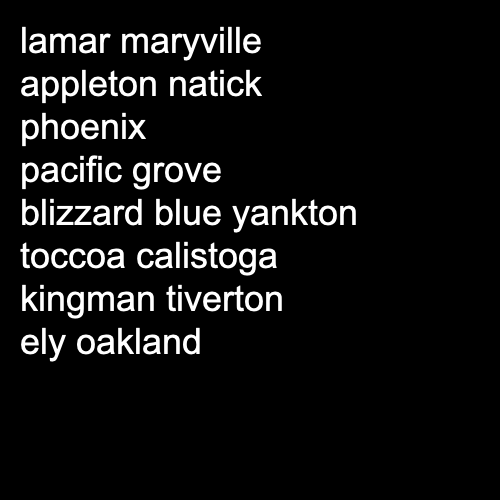 lamar maryville
appleton natick
phoenix
pacific grove
blizzard blue yankton
toccoa calistoga
kingman tiverton
ely oakland